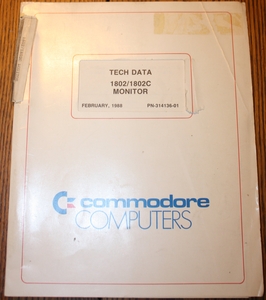 TECH DATA
1802/1802C
MONITOR
FEBRUARY, 1988 PN-314136-01
commodore
COMPUTERS